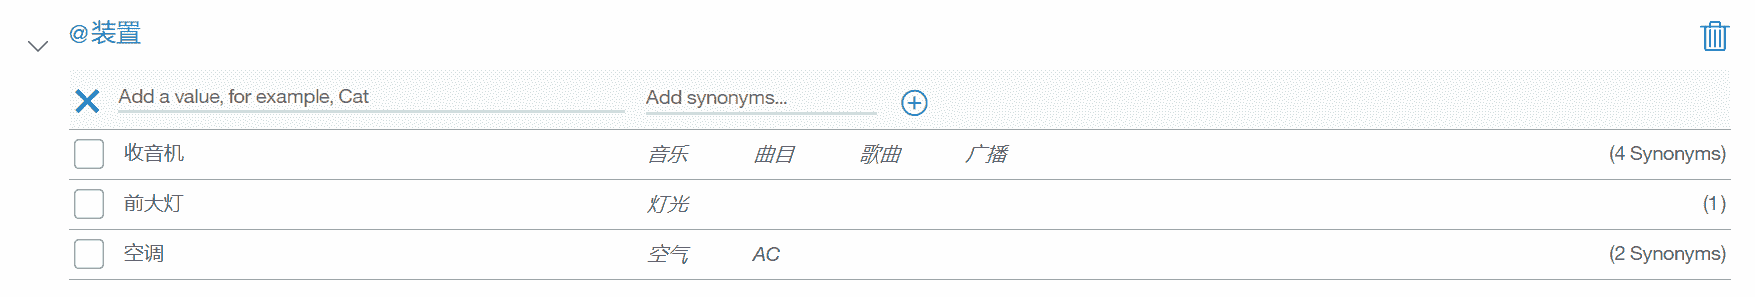 @装置
Add a value, for example, Cat Add synonyms...
收音机 音乐 曲目 歌曲 广播 (4 Synonyms)
前大灯 灯光 (1)
空调 空气 AC (2 Synonyms)